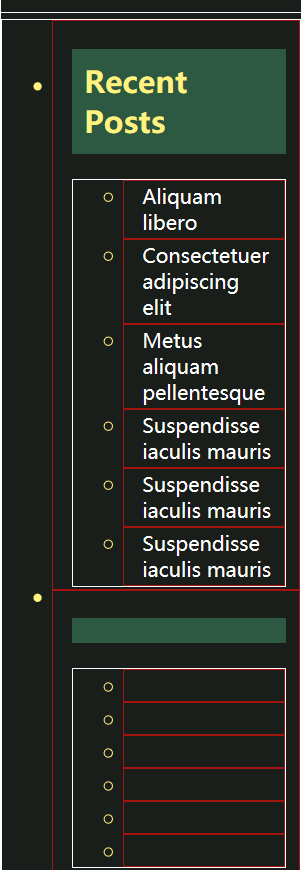 Recent
Posts
Aliquam
libero
Consectetuer
adipiscing
elit
Metus
aliquam
pellentesque
Suspendisse
iaculis mauris
Suspendisse
iaculis mauris
Suspendisse
iaculis mauris